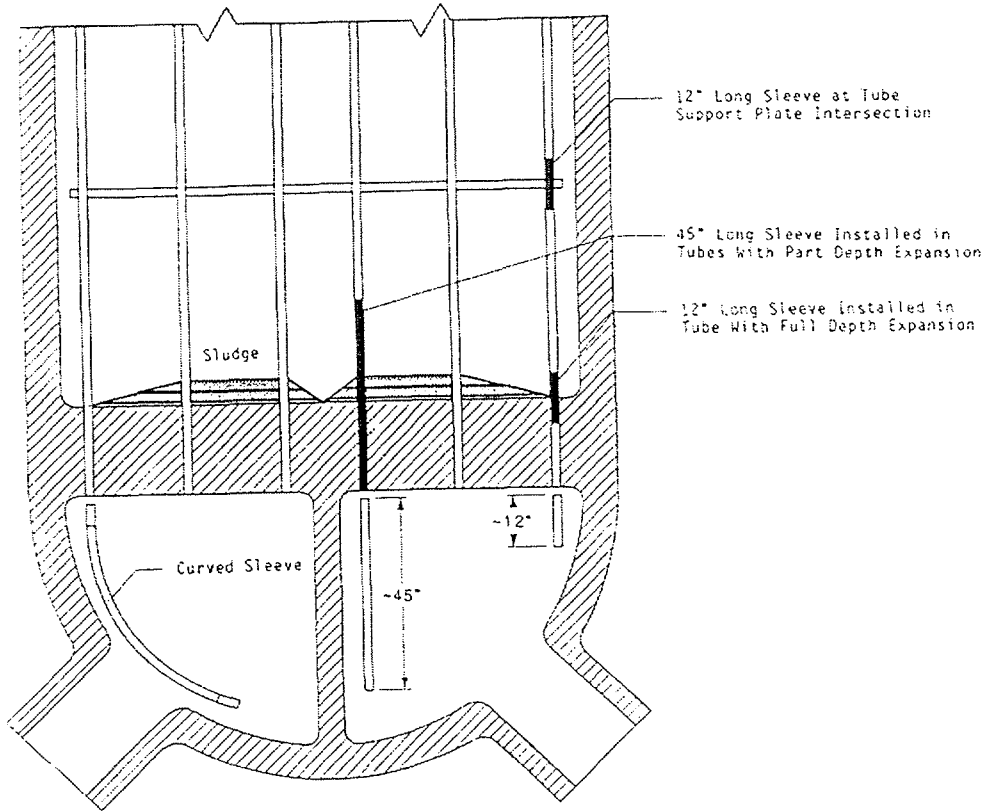 12" Long Sleeve at Tube
Support Plate Intersection
45" Long Sleeve Installed in
Tubes With Part Depth Expansion
12" Long Sleeve Installed in
Tube With Full Depth Expansion
Sludge
~12"
Curved Sleeve
~45"